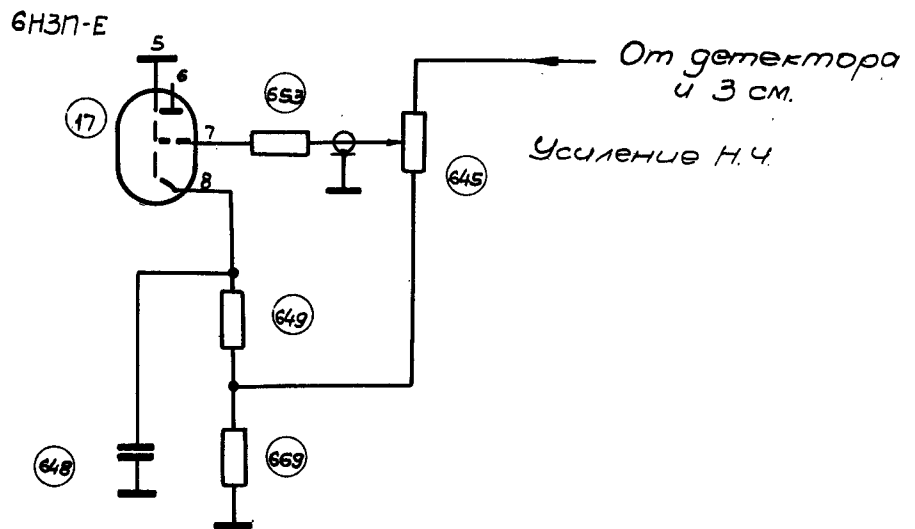 6Н3П-Е
5
6
От детектора
и 3 см.
653
17
7
Усиление Н.Ч.
645
8
649
648
669